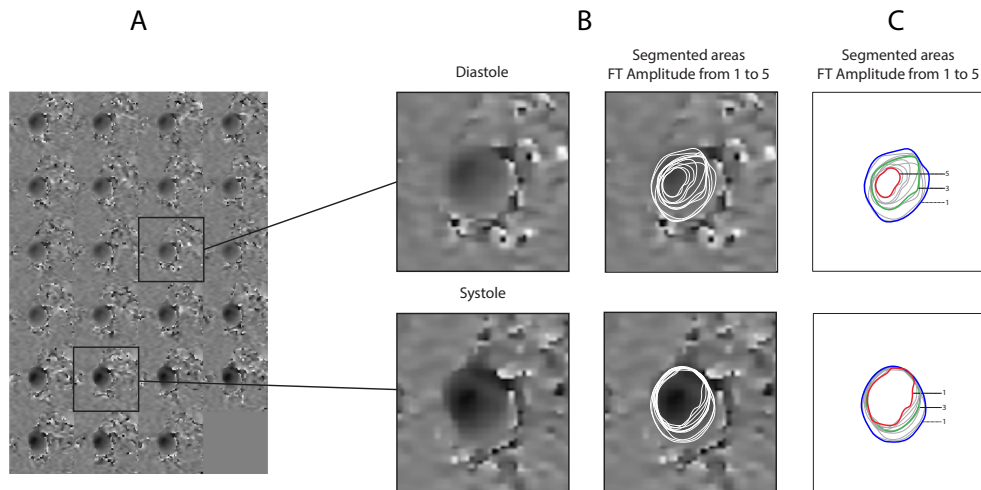 A
B
C
Diastole
Segmented areas
FT Amplitude from 1 to 5
Segmented areas
FT Amplitude from 1 to 5
5
3
1
Systole
1
3
1